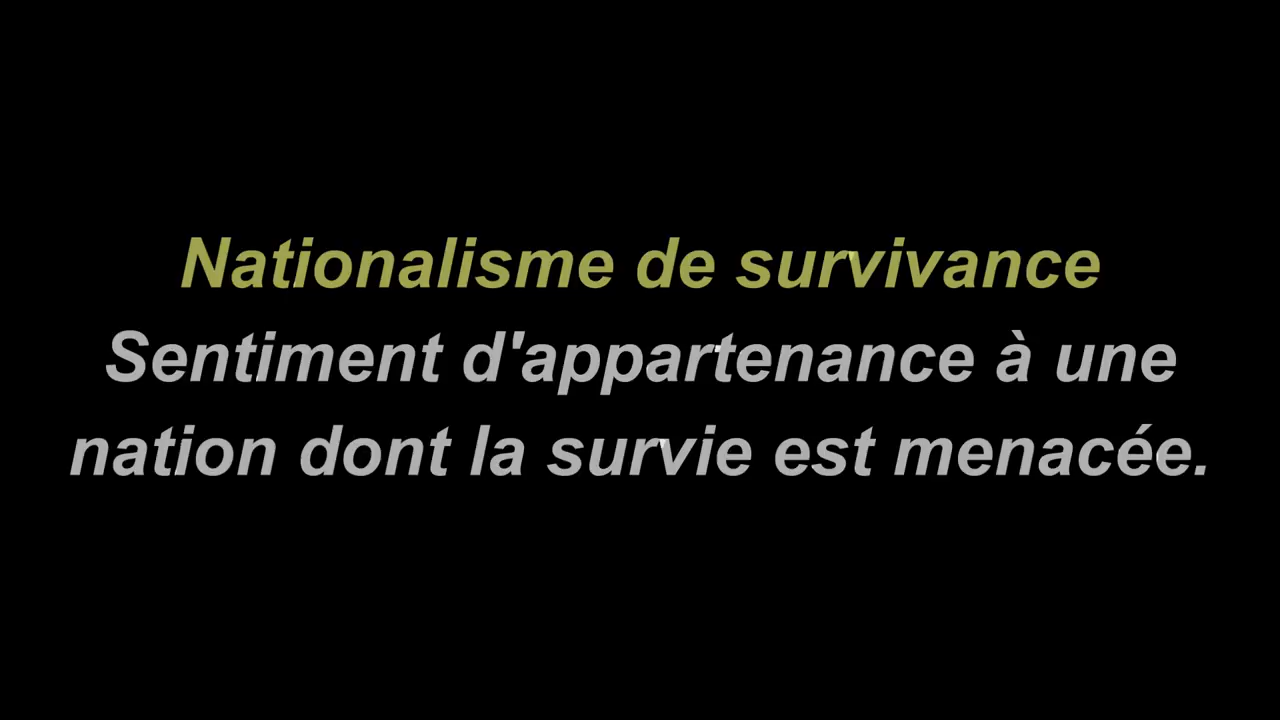 Nationalisme de survivance
Sentiment d'appartenance à une
nation dont la survie est menacée.